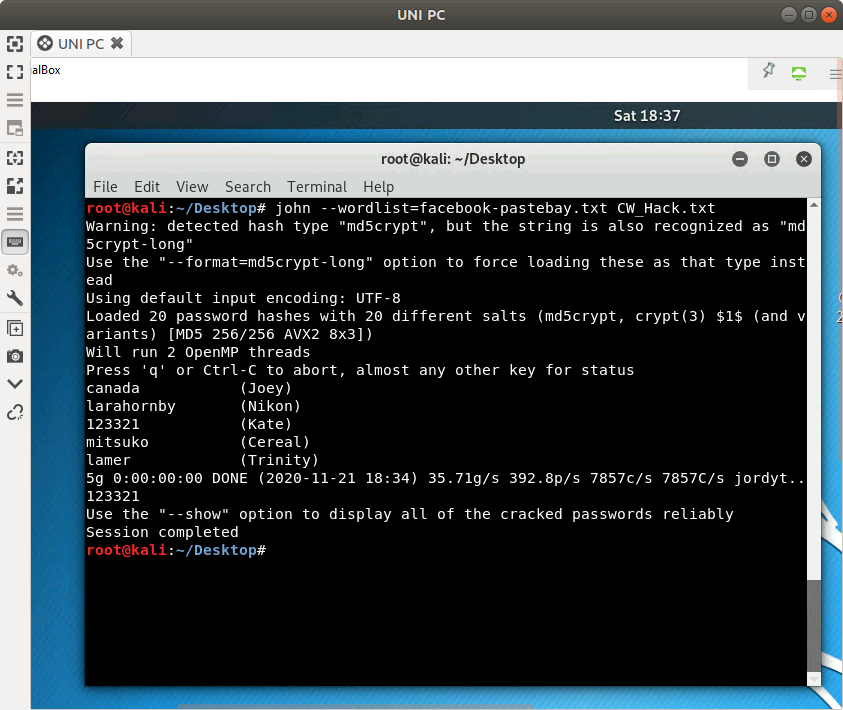 UNI PC
UNI PC
alBox
Sat 18:37
root@kali: ~/Desktop
File Edit View Search Terminal Help
root@kali:~/Desktop# john --wordlist=facebook-pastebay.txt CW_Hack.txt
Warning: detected hash type "md5crypt", but the string is also recognized as "md
5crypt-long"
Use the "--format=md5crypt-long" option to force loading these as that type inst
ead
Using default input encoding: UTF-8
Loaded 20 password hashes with 20 different salts (md5crypt, crypt(3) $1$ (and v
ariants) [MD5 256/256 AVX2 8x3])
Will run 2 OpenMP threads
Press 'q' or Ctrl-C to abort, almost any other key for status
canada (Joey)
larahornby (Nikon)
123321 (Kate)
mitsuko (Cereal)
lamer (Trinity)
5g 0:00:00:00 DONE (2020-11-21 18:34) 35.71g/s 392.8p/s 7857c/s 7857C/s jordyt..
123321
Use the "--show" option to display all of the cracked passwords reliably
Session completed
root@kali:~/Desktop#